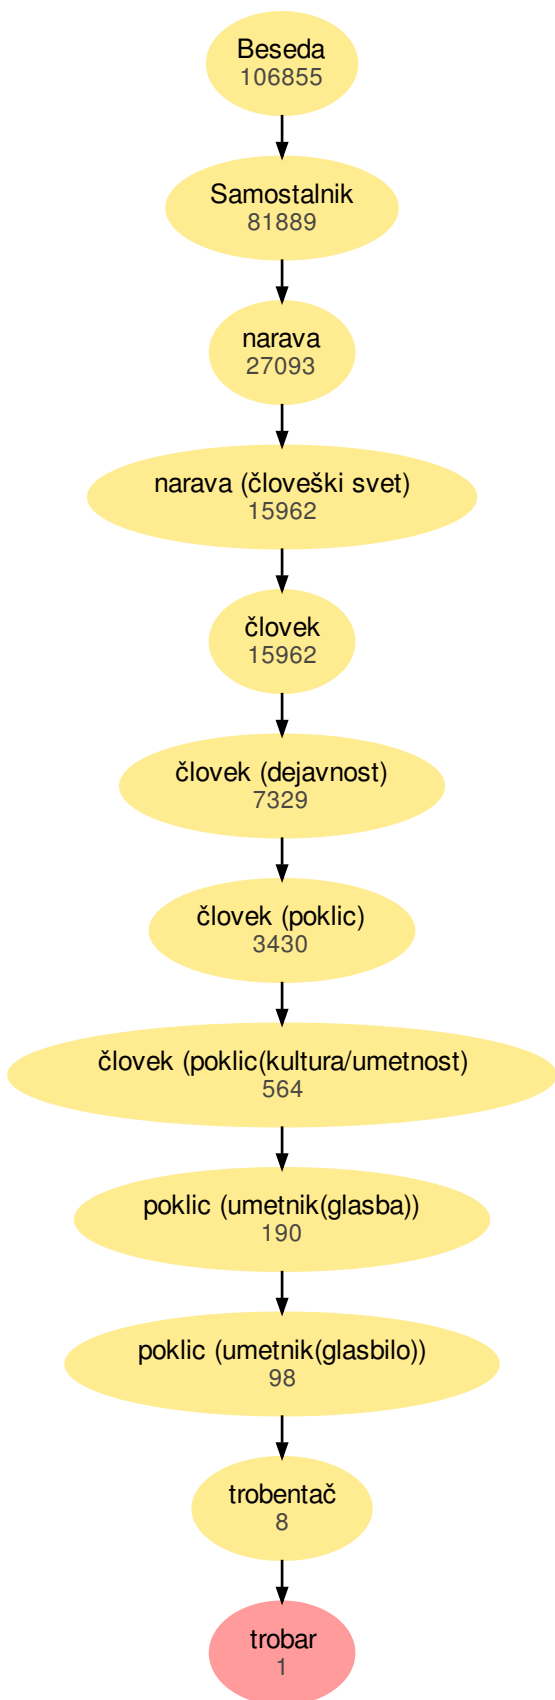 Beseda
106855
Samostalnik
81889
narava
27093
narava (človeški svet)
15962
človek
15962
človek (dejavnost)
7329
človek (poklic)
3430
človek (poklic(kultura/umetnost)
564
poklic (umetnik(glasba))
190
poklic (umetnik(glasbilo))
98
trobentač
8
trobar
1